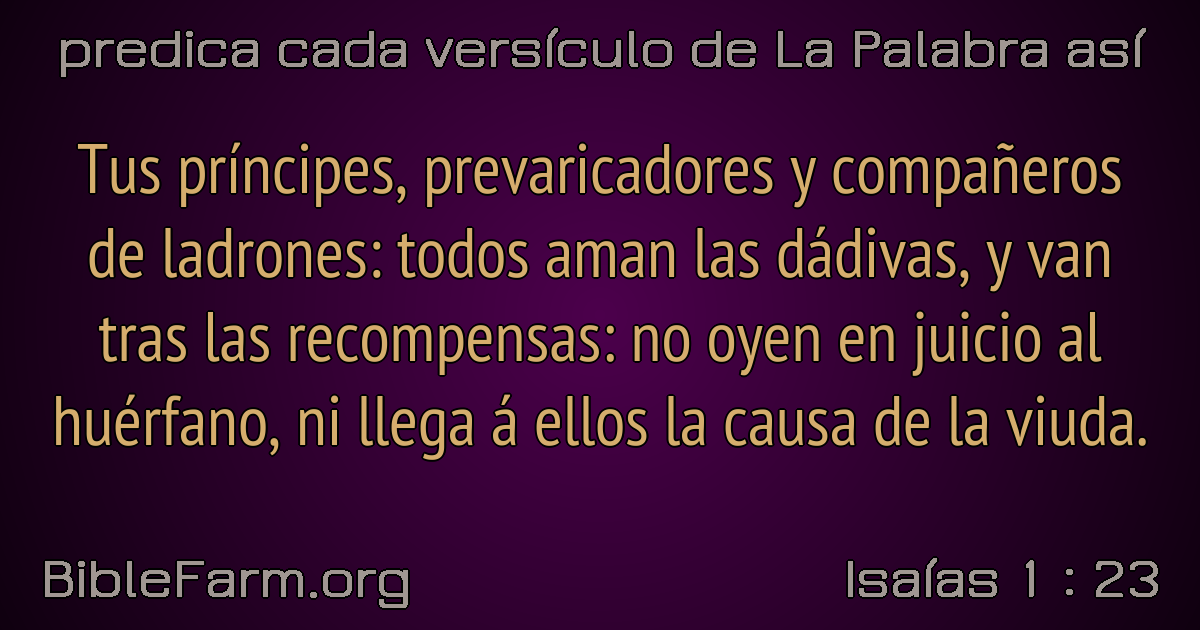 predica cada versículo de La Palabra así
Tus príncipes, prevaricadores y compañeros
de ladrones: todos aman las dádivas, y van
tras las recompensas: no oyen en juicio al
huérfano, ni llega á ellos la causa de la viuda.
BibleFarm.org
Isaías 1 : 23